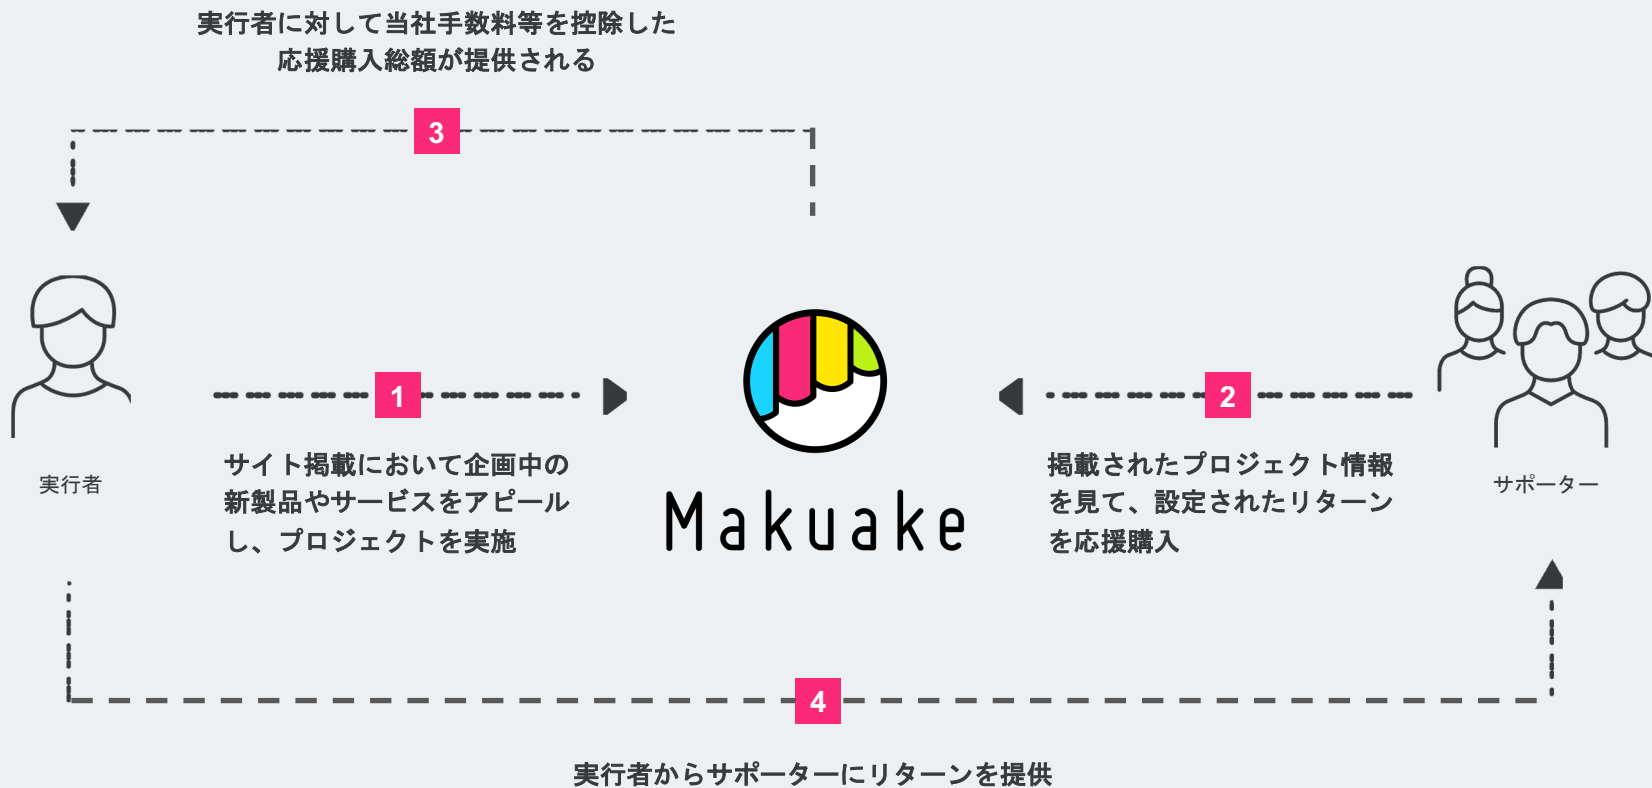 実行者に対して当社手数料等を控除した
応援購入総額が提供される
3
1
2
サイト掲載において企画中の
新製品やサービスをアピール
し、プロジェクトを実施
実行者
Makuake
掲載されたプロジェクト情報
を見て、設定されたリターン
を応援購入
サポーター
4
実行者からサポーターにリターンを提供